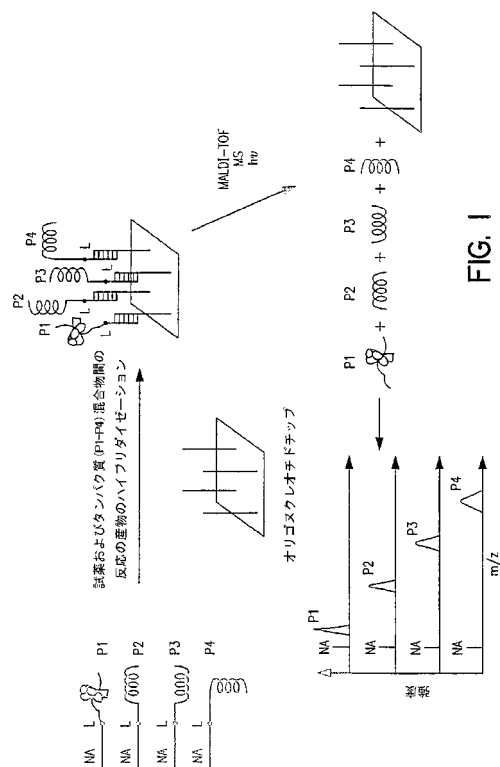 NA L P1
NA L P2
NA L P3
NA L P4
試薬およびタンパク質(P1-P4)混合物間の
反応の産物のハイブリダイゼーション
オリゴヌクレオチドチップ
P1 P2 P3 P4
L L L L
MALDI-TOF
MS
hν
P1 + P2 + P3 + P4 +
強度
NA P1
NA P2
NA P3
NA P4
m/z
FIG. 1